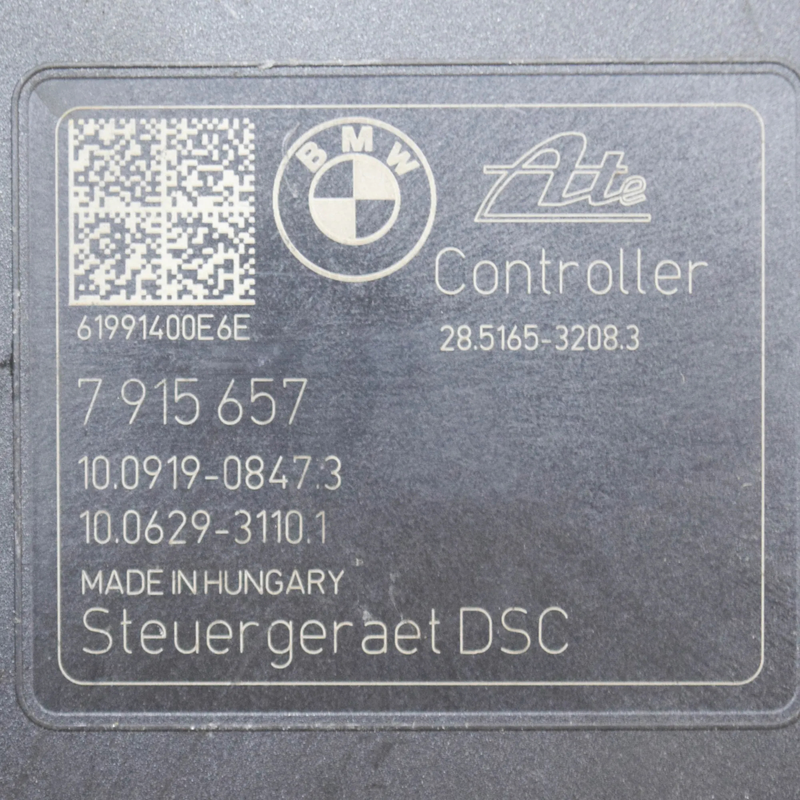 BMW
Ate
Controller
61991400E6E
28.5165-3208.3
7 915 657
10.0919-0847.3
10.0629-3110.1
MADE IN HUNGARY
Steuergeraet DSC